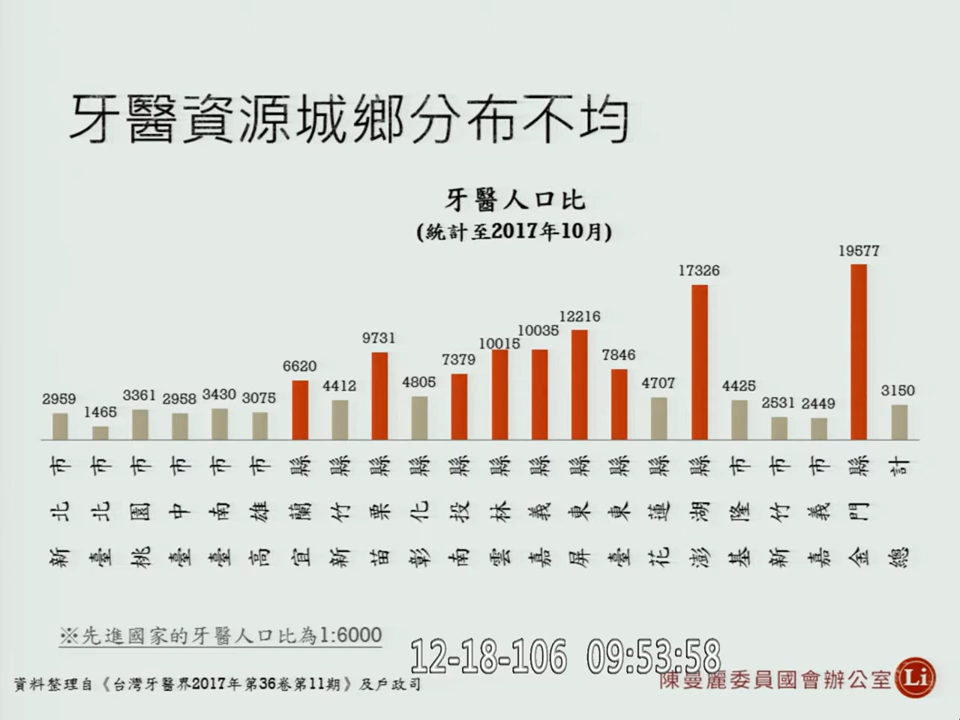 牙醫資源城鄉分布不均
牙醫人口比
(統計至2017年10月)
2959
1465
3361
2958
3430
3075
6620
4412
9731
4805
7379
10015
10035
12216
7846
4707
17326
4425
2531
2449
19577
3150
新北市
臺北市
桃園市
臺中市
臺南市
高雄市
宜蘭縣
新竹縣
苗栗縣
彰化縣
南投縣
雲林縣
嘉義縣
屏東縣
臺東縣
花蓮縣
澎湖縣
基隆市
新竹市
嘉義市
金門縣
總計
※先進國家的牙醫人口比為1:6000
12-18-106 09:53:58
資料整理自《台灣牙醫界2017年第36卷第11期》及戶政司
陳曼麗委員國會辦公室
Li